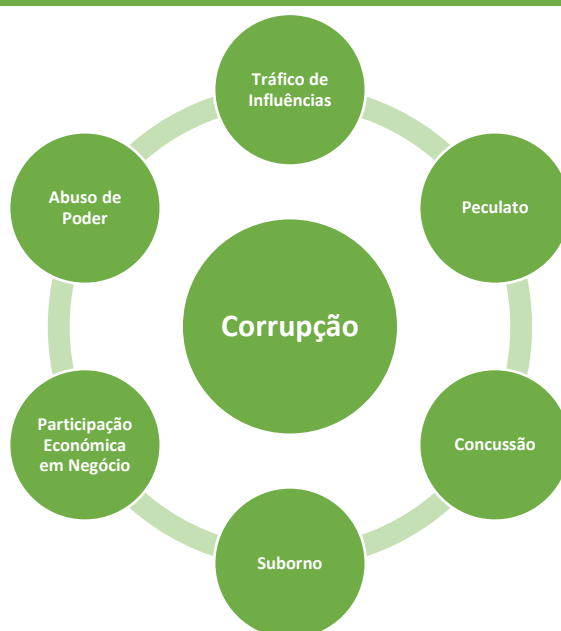 Tráfico de
Influências
Abuso de
Poder
Peculato
Corrupção
Participação
Económica
em Negócio
Concussão
Suborno